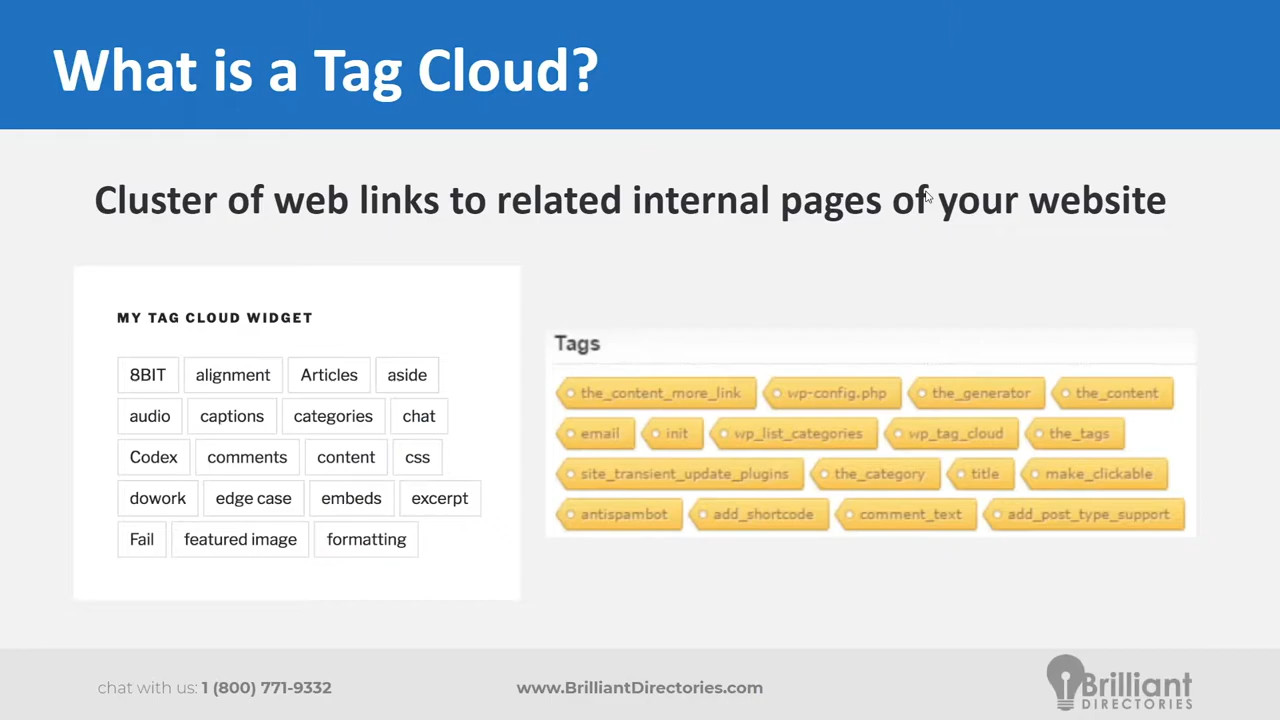 What is a Tag Cloud?
Cluster of web links to related internal pages of your website
MY TAG CLOUD WIDGET
8BIT alignment Articles aside
audio captions categories chat
Codex comments content css
dowork edge case embeds excerpt
Fail featured image formatting
Tags
the_content_more_link wp-config.php the_generator the_content
email init wp_list_categories wp_tag_cloud the_tags
site_transient_update_plugins the_category title make_clickable
antispambot add_shortcode comment_text add_post_type_support
chat with us: 1 (800) 771-9332
www.BrilliantDirectories.com
Brilliant
DIRECTORIES